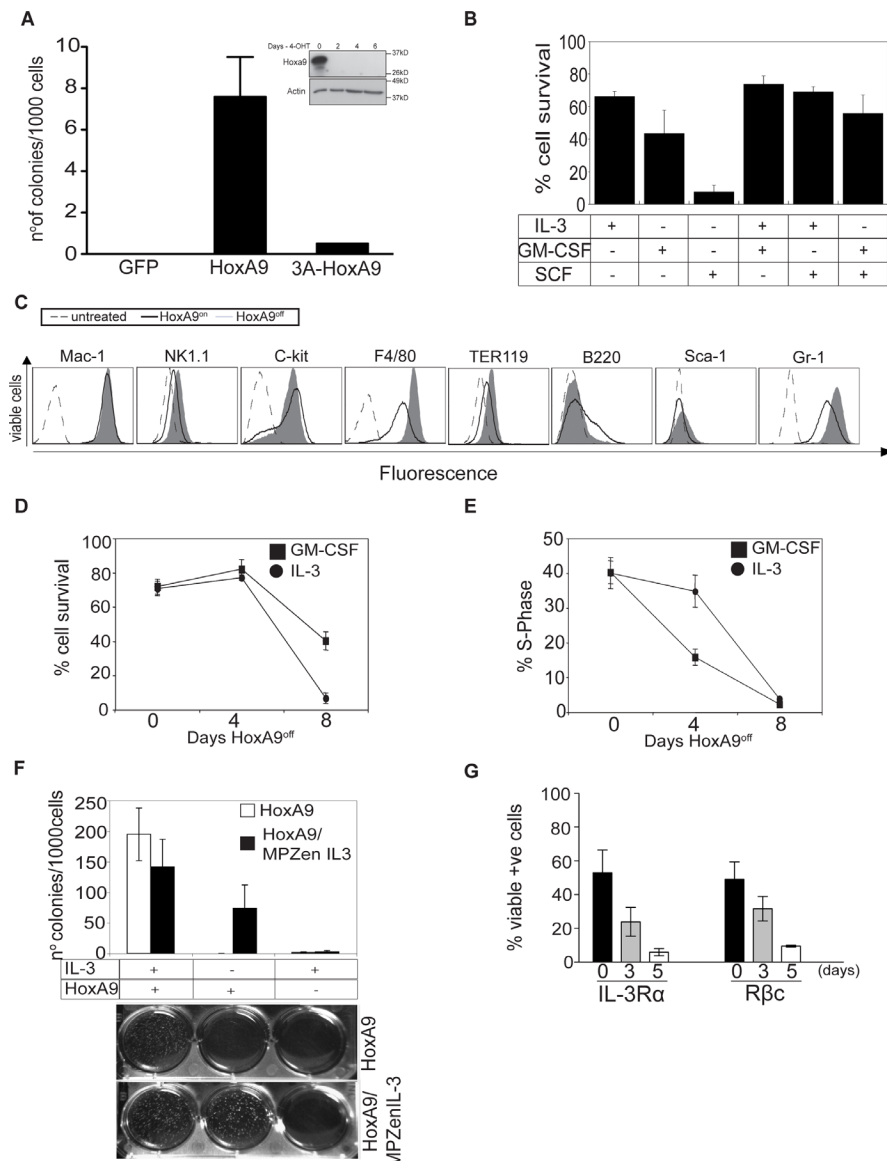 A
10
8
6
4
2
0
nºof colonies/1000 cells
GFP HoxA9 3A-HoxA9
Days - 4-OHT 0 2 4 6
Hoxa9
37kD
26kD
49kD
Actin
37kD
B
100
80
60
40
20
0
% cell survival
IL-3 + - - + + -
GM-CSF - + - + - +
SCF - - + - + +
C
untreated HoxA9on HoxA9off
Mac-1 NK1.1 C-kit F4/80 TER119 B220 Sca-1 Gr-1
viable cells
Fluorescence
D
100
80
60
40
20
0
% cell survival
GM-CSF
IL-3
0 4 8
Days HoxA9off
E
50
40
30
20
10
0
% S-Phase
GM-CSF
IL-3
0 4 8
Days HoxA9off
F
250
200
150
100
50
0
nº colonies/1000cells
HoxA9
HoxA9/
MPZen IL3
IL-3 + - +
HoxA9 + + -
HoxA9
HoxA9/
MPZenIL-3
G
100
80
60
40
20
0
% viable +ve cells
0 3 5 0 3 5 (days)
IL-3Rα Rβc